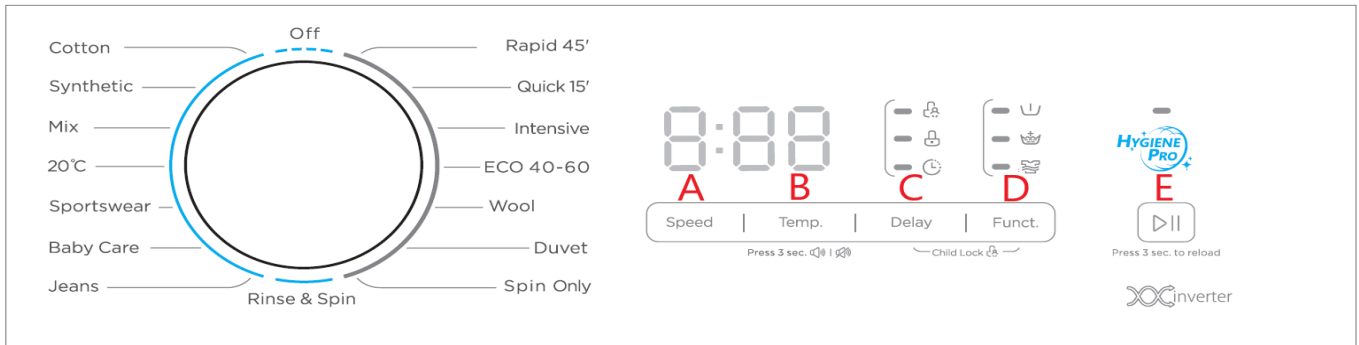 Off
Cotton
Synthetic
Mix
20℃
Sportswear
Baby Care
Jeans
Rinse & Spin
Rapid 45'
Quick 15'
Intensive
ECO 40-60
Wool
Duvet
Spin Only
8:88
A B C D
Speed | Temp. | Delay | Funct.
Press 3 sec. |
Child Lock
HYGIENE
PRO
E
Press 3 sec. to reload
inverter